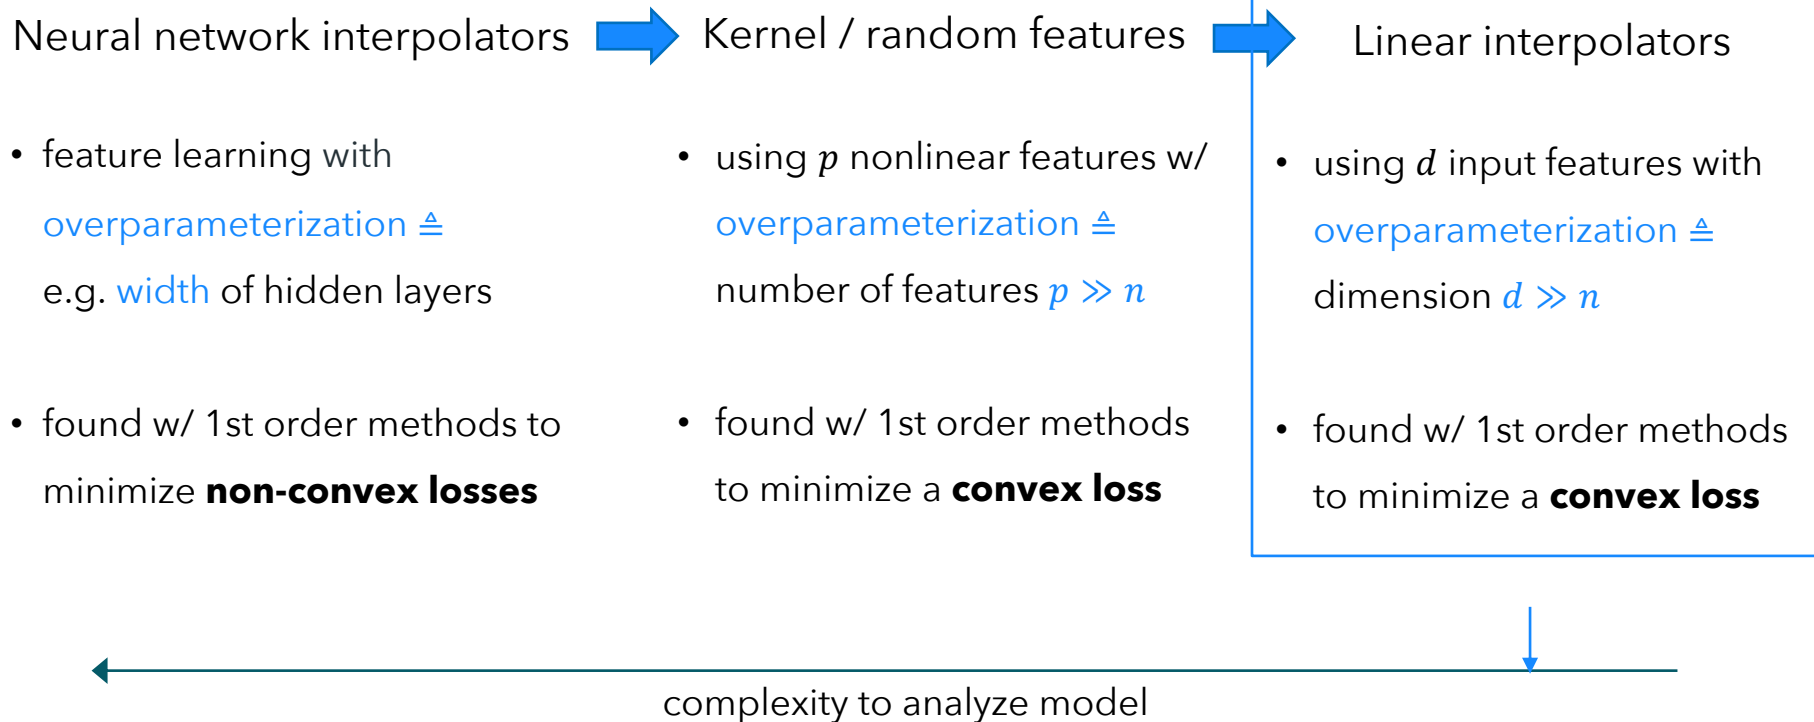 Neural network interpolators
• feature learning with
overparameterization ≜
e.g. width of hidden layers
• found w/ 1st order methods to
minimize non-convex losses
Kernel / random features
• using p nonlinear features w/
overparameterization ≜
number of features p ≫ n
• found w/ 1st order methods
to minimize a convex loss
Linear interpolators
• using d input features with
overparameterization ≜
dimension d ≫ n
• found w/ 1st order methods
to minimize a convex loss
complexity to analyze model